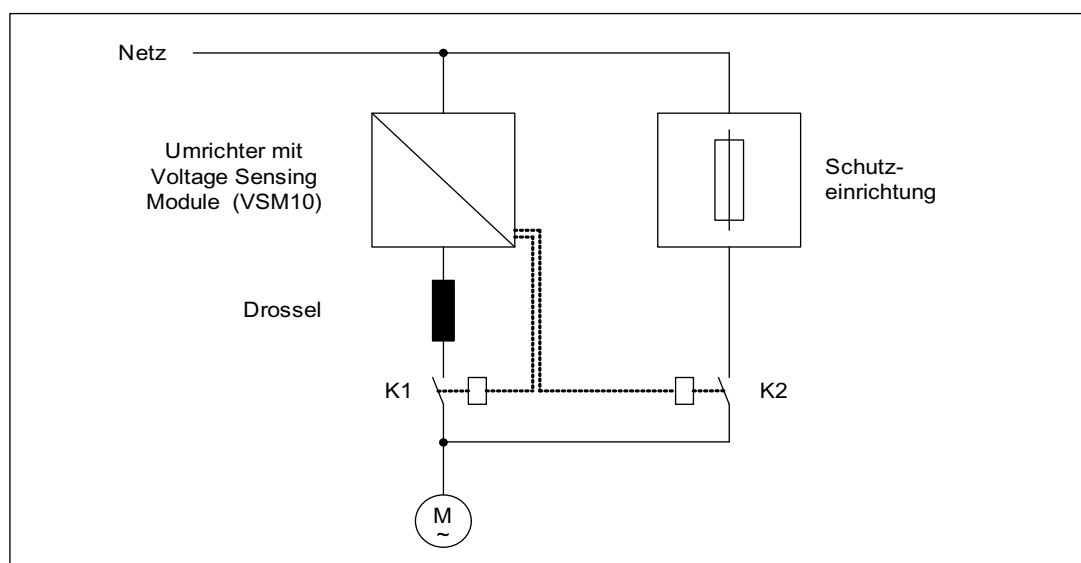 Netz
Umrichter mit
Voltage Sensing
Module (VSM10)
Schutz-
einrichtung
Drossel
K1
K2
M
~